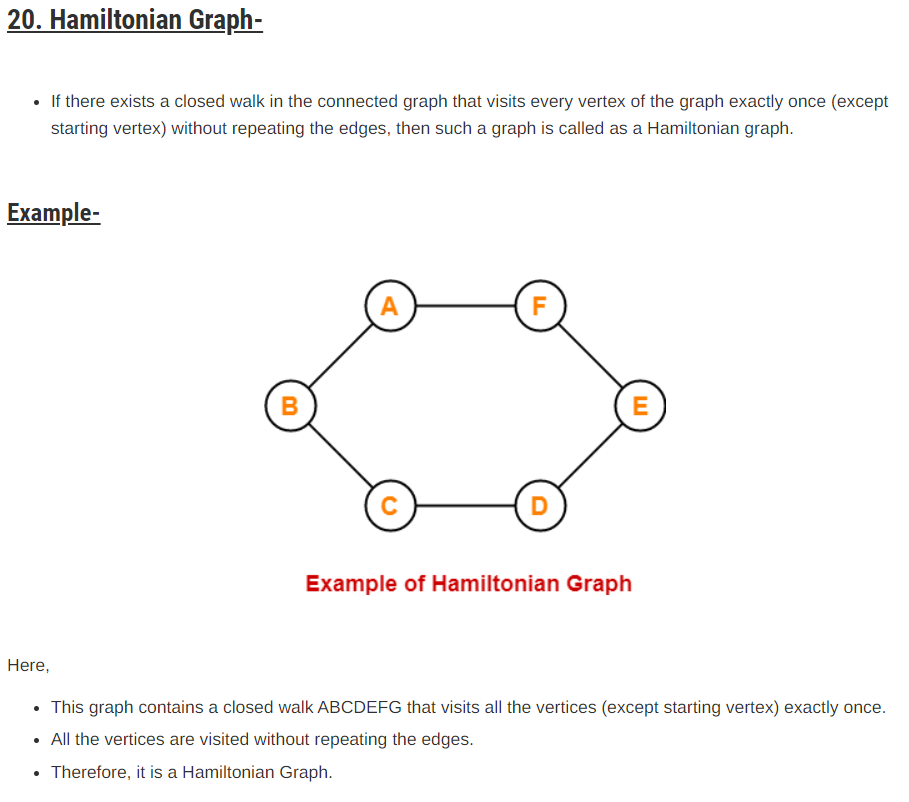 20. Hamiltonian Graph-
• If there exists a closed walk in the connected graph that visits every vertex of the graph exactly once (except
starting vertex) without repeating the edges, then such a graph is called as a Hamiltonian graph.
Example-
A F
B E
C D
Example of Hamiltonian Graph
Here,
• This graph contains a closed walk ABCDEFG that visits all the vertices (except starting vertex) exactly once.
• All the vertices are visited without repeating the edges.
• Therefore, it is a Hamiltonian Graph.